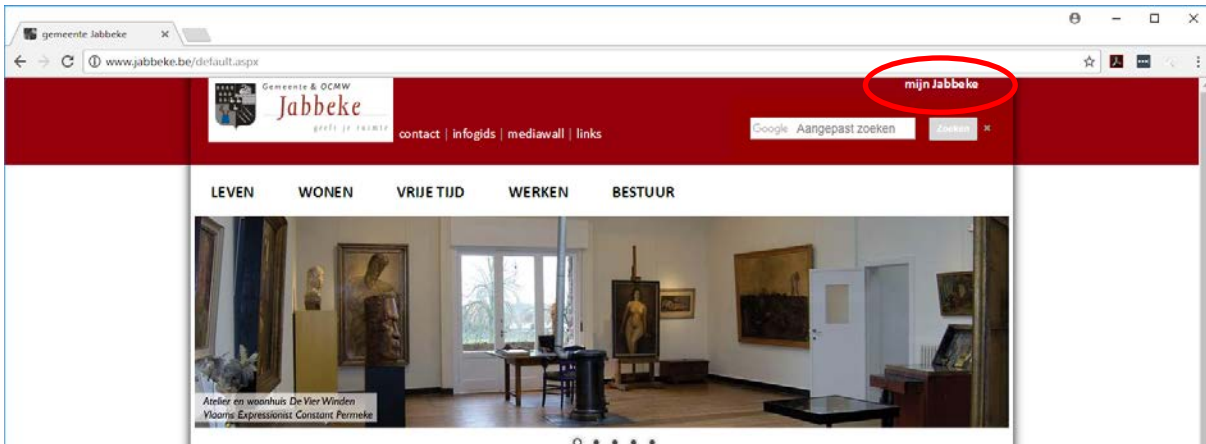 gemeente Jabbeke
www.jabbeke.be/default.aspx
mijn Jabbeke
Gemeente & OCMW
Jabbeke
geeft je ruimte
contact | infogids | mediawall | links
Google Aangepast zoeken
Zoeken
LEVEN WONEN VRIJE TIJD WERKEN BESTUUR
Atelier en woonhuis De Vier Winden
Vlaams Expressionist Constant Permeke